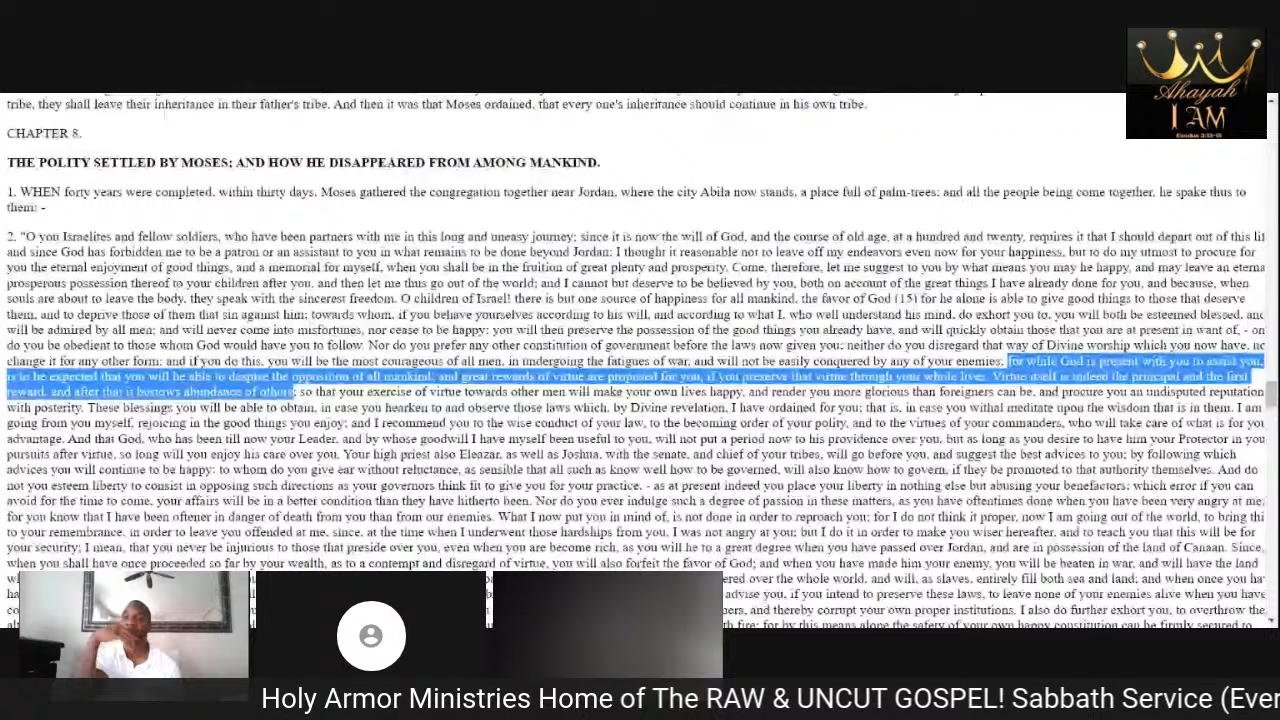 tribe, they shall leave their inheritance in their father's tribe. And then it was that Moses ordained, that every one's inheritance should continue in his own tribe.
Ahayah
I AM
Exodus 3:13-15
CHAPTER 8.
THE POLITY SETTLED BY MOSES; AND HOW HE DISAPPEARED FROM AMONG MANKIND.
1. WHEN forty years were completed, within thirty days, Moses gathered the congregation together near Jordan, where the city Abila now stands, a place full of palm-trees; and all the people being come together, he spake thus to
them: -
2. "O you Israelites and fellow soldiers, who have been partners with me in this long and uneasy journey; since it is now the will of God, and the course of old age, at a hundred and twenty, requires it that I should depart out of this lif
and since God has forbidden me to be a patron or an assistant to you in what remains to be done beyond Jordan; I thought it reasonable not to leave off my endeavors even now for your happiness, but to do my utmost to procure for
you the eternal enjoyment of good things, and a memorial for myself, when you shall be in the fruition of great plenty and prosperity. Come, therefore, let me suggest to you by what means you may be happy, and may leave an eterna
prosperous possession thereof to your children after you, and then let me thus go out of the world; and I cannot but deserve to be believed by you, both on account of the great things I have already done for you, and because, when
souls are about to leave the body, they speak with the sincerest freedom. O children of Israel! there is but one source of happiness for all mankind, the favor of God (15) for he alone is able to give good things to those that deserve
them, and to deprive those of them that sin against him; towards whom, if you behave yourselves according to his will, and according to what I, who well understand his mind, do exhort you to, you will both be esteemed blessed, and
will be admired by all men; and will never come into misfortunes, nor cease to be happy: you will then preserve the possession of the good things you already have, and will quickly obtain those that you are at present in want of, - on
do you be obedient to those whom God would have you to follow. Nor do you prefer any other constitution of government before the laws now given you; neither do you disregard that way of Divine worship which you now have, no
change it for any other form: and if you do this, you will be the most courageous of all men, in undergoing the fatigues of war, and will not be easily conquered by any of your enemies; for while God is present with you to assist you,
is to be expected that you will be able to despise the opposition of all mankind; and great rewards of virtue are proposed for you, if you preserve that virtue through your whole lives. Virtue itself is indeed the principal and the first
reward, and after that it bestows abundance of others; so that your exercise of virtue towards other men will make your own lives happy, and render you more glorious than foreigners can be, and procure you an undisputed reputation
with posterity. These blessings you will be able to obtain, in case you hearken to and observe those laws which, by Divine revelation, I have ordained for you; that is, in case you withal meditate upon the wisdom that is in them. I am
going from you myself, rejoicing in the good things you enjoy; and I recommend you to the wise conduct of your law, to the becoming order of your polity, and to the virtues of your commanders, who will take care of what is for you
advantage. And that God, who has been till now your Leader, and by whose goodwill I have myself been useful to you, will not put a period now to his providence over you, but as long as you desire to have him your Protector in you
pursuits after virtue, so long will you enjoy his care over you. Your high priest also Eleazar, as well as Joshua, with the senate, and chief of your tribes, will go before you, and suggest the best advices to you; by following which
advices you will continue to be happy: to whom do you give ear without reluctance, as sensible that all such as know well how to be governed, will also know how to govern, if they be promoted to that authority themselves. And do
not you esteem liberty to consist in opposing such directions as your governors think fit to give you for your practice, - as at present indeed you place your liberty in nothing else but abusing your benefactors; which error if you can
avoid for the time to come, your affairs will be in a better condition than they have hitherto been. Nor do you ever indulge such a degree of passion in these matters, as you have oftentimes done when you have been very angry at me;
for you know that I have been oftener in danger of death from you than from our enemies. What I now put you in mind of, is not done in order to reproach you; for I do not think it proper, now I am going out of the world, to bring thi
to your remembrance, in order to leave you offended at me, since, at the time when I underwent those hardships from you, I was not angry at you; but I do it in order to make you wiser hereafter, and to teach you that this will be for
your security; I mean, that you never be injurious to those that preside over you, even when you are become rich, as you will be to a great degree when you have passed over Jordan, and are in possession of the land of Canaan. Since,
when you shall have once proceeded so far by your wealth, as to a contempt and disregard of virtue, you will also forfeit the favor of God; and when you have made him your enemy, you will be beaten in war, and will have the land
ered over the whole world, and will, as slaves, entirely fill both sea and land; and when once you ha
advise you, if you intend to preserve these laws, to leave none of your enemies alive when you have
ers, and thereby corrupt your own proper institutions. I also do further exhort you, to overthrow the
th fire; for by this means alone the safety of your own happy constitution can be firmly secured to
Holy Armor Ministries Home of The RAW & UNCUT GOSPEL! Sabbath Service (Ever